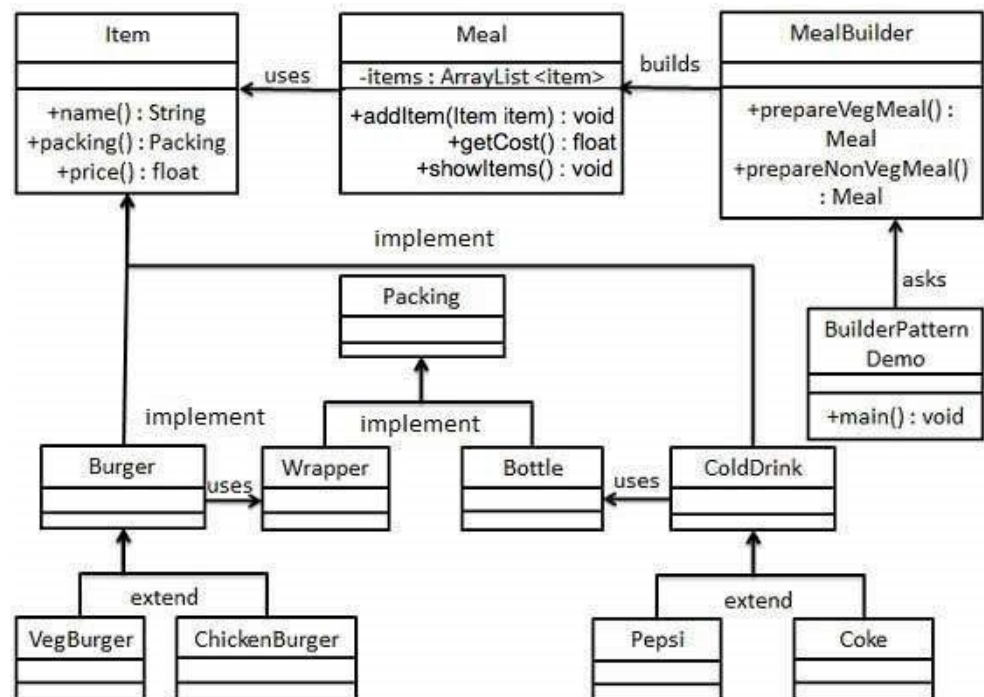 Item
+name() : String
+packing() : Packing
+price() : float
uses
Meal
-items : ArrayList <item>
+addItem(Item item) : void
+getCost() : float
+showItems() : void
builds
MealBuilder
+prepareVegMeal() :
Meal
+prepareNonVegMeal()
: Meal
implement
asks
Packing
BuilderPattern
Demo
+main() : void
implement
implement
Burger
uses
Wrapper
Bottle
uses
ColdDrink
extend
extend
VegBurger
ChickenBurger
Pepsi
Coke